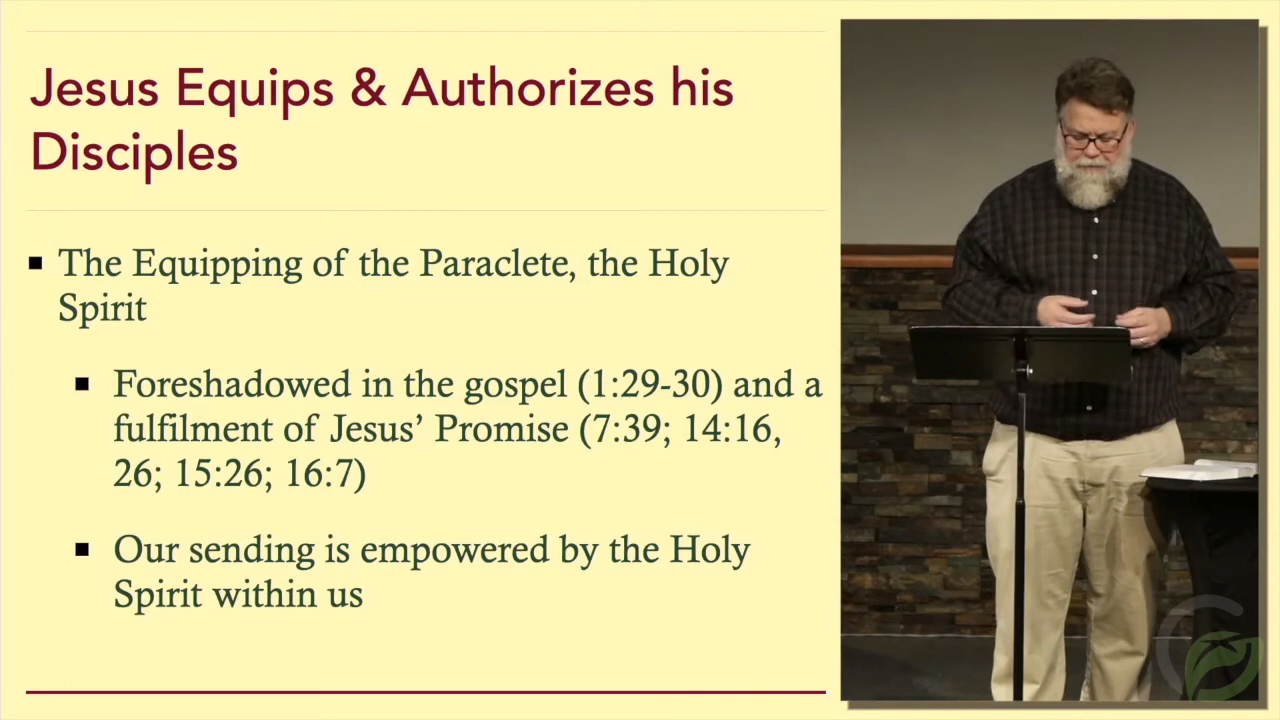 Jesus Equips & Authorizes his
Disciples
▪ The Equipping of the Paraclete, the Holy
Spirit
▪ Foreshadowed in the gospel (1:29-30) and a
fulfilment of Jesus’ Promise (7:39; 14:16,
26; 15:26; 16:7)
▪ Our sending is empowered by the Holy
Spirit within us